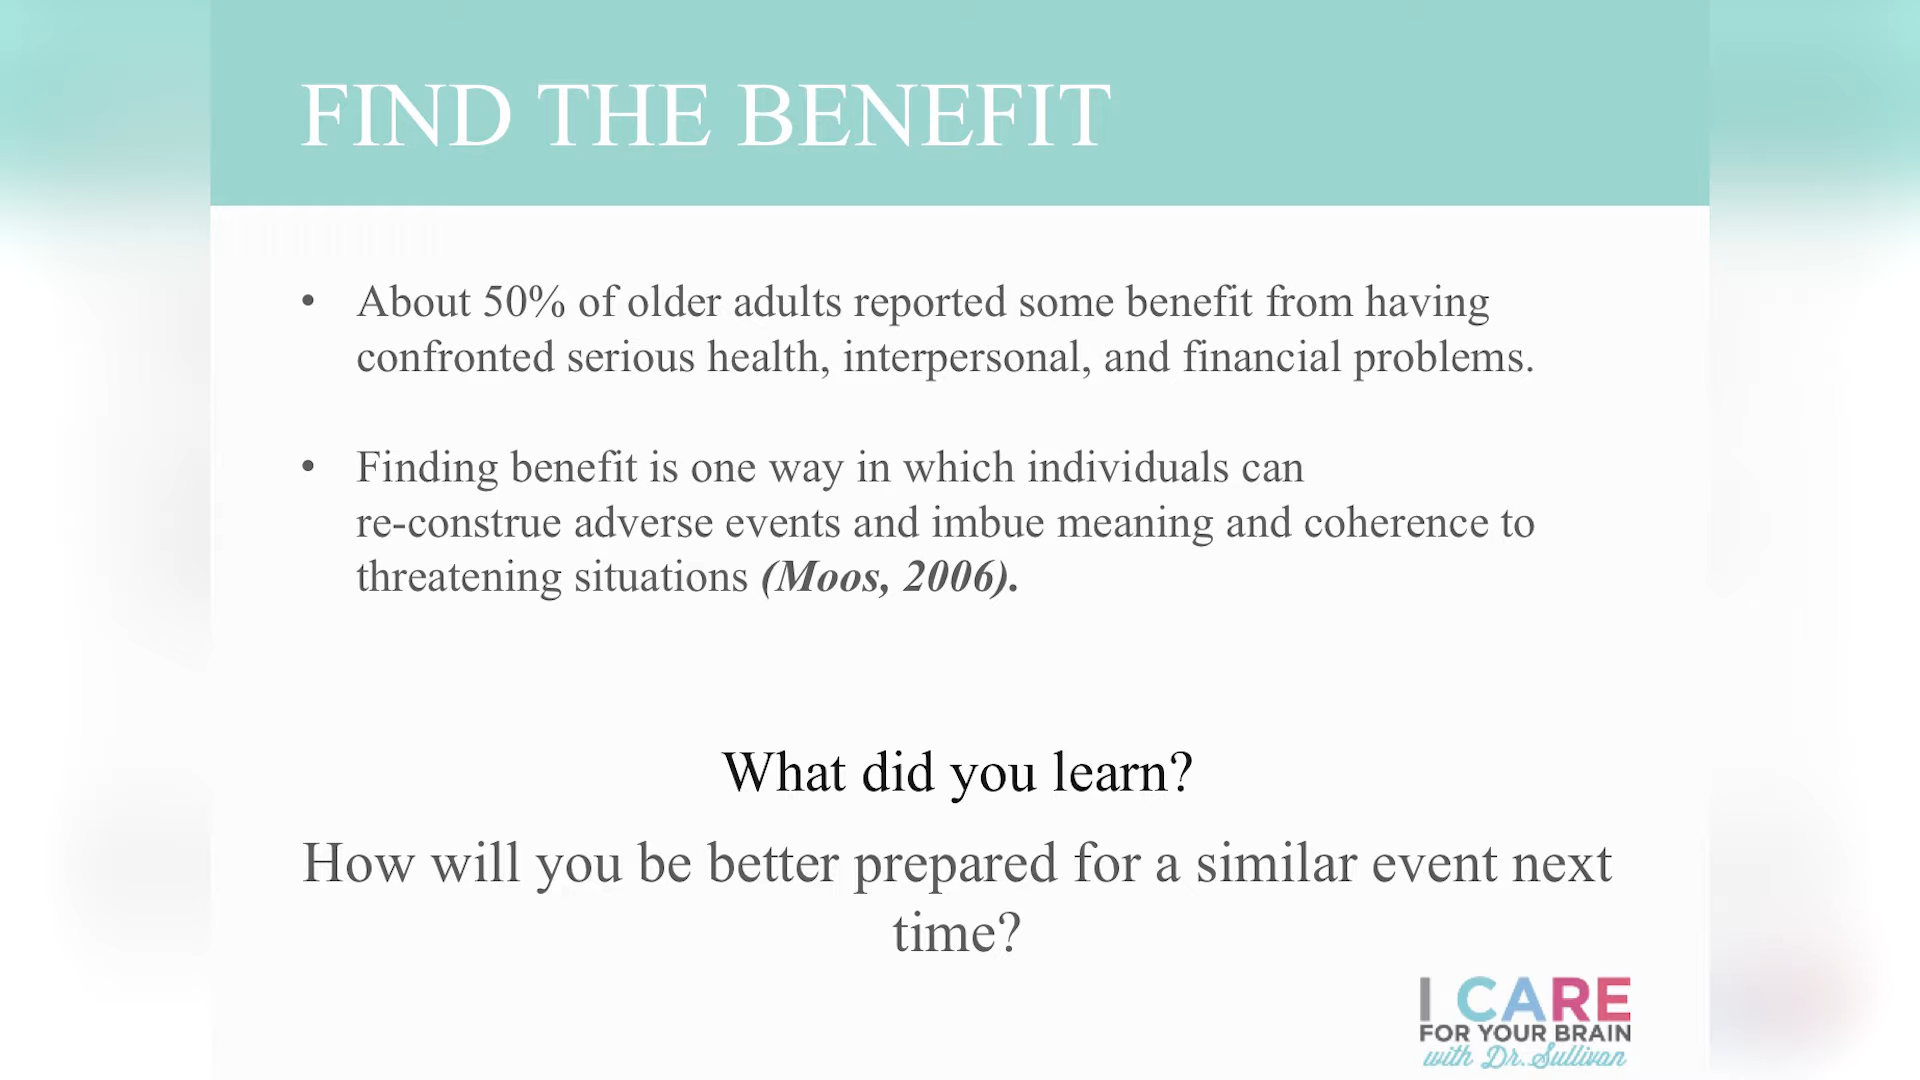 FIND THE BENEFIT
• About 50% of older adults reported some benefit from having
confronted serious health, interpersonal, and financial problems.
• Finding benefit is one way in which individuals can
re-construe adverse events and imbue meaning and coherence to
threatening situations (Moos, 2006).
What did you learn?
How will you be better prepared for a similar event next
time?
I CARE
FOR YOUR BRAIN
with Dr. Sullivan